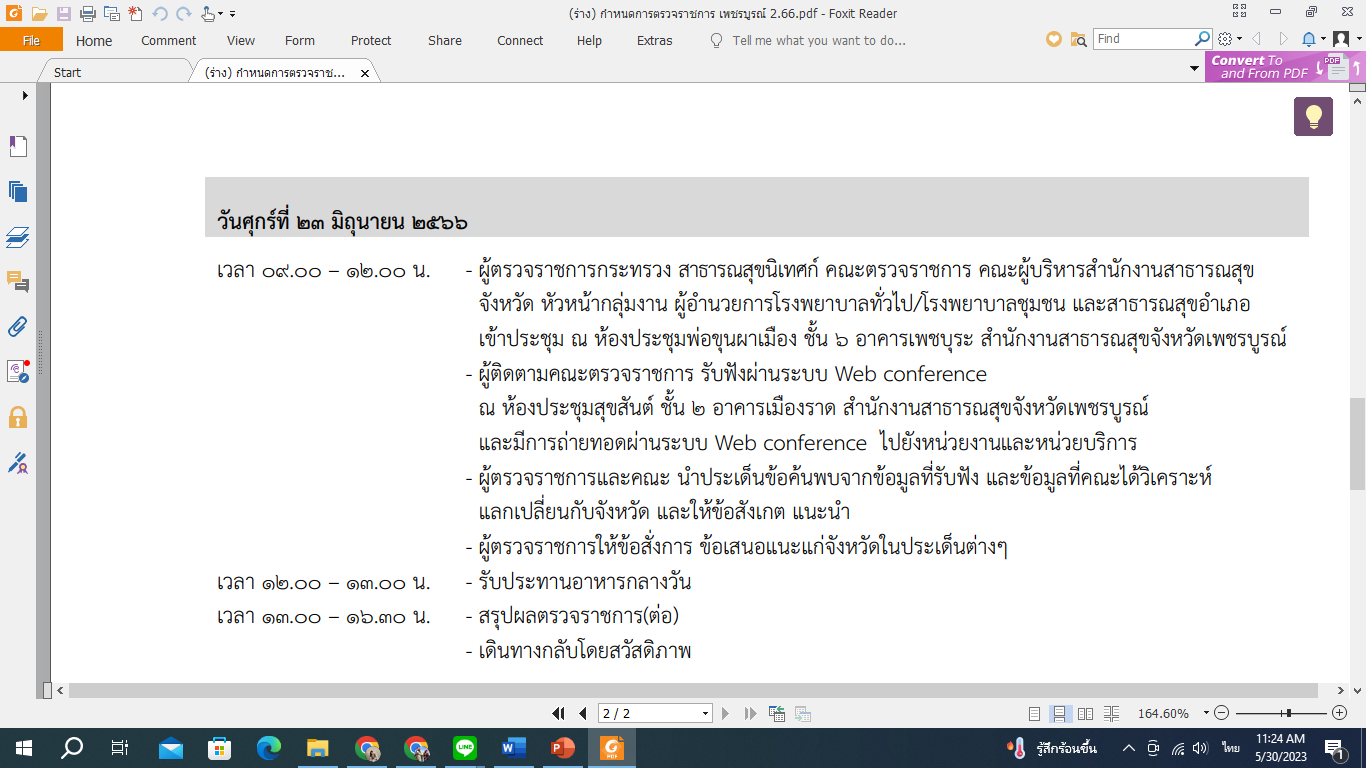 (ร่าง) กำหนดการตรวจราชการ เพชรบูรณ์ 2.66.pdf - Foxit Reader
File Home Comment View Form Protect Share Connect Help Extras Tell me what you want to do... Find
Start (ร่าง) กำหนดการตรวจราช... Convert To and From PDF
วันศุกร์ที่ ๒๓ มิถุนายน ๒๕๖๖
เวลา ๐๙.๐๐ – ๑๒.๐๐ น. - ผู้ตรวจราชการกระทรวง สาธารณสุขนิเทศก์ คณะตรวจราชการ คณะผู้บริหารสำนักงานสาธารณสุข
จังหวัด หัวหน้ากลุ่มงาน ผู้อำนวยการโรงพยาบาลทั่วไป/โรงพยาบาลชุมชน และสาธารณสุขอำเภอ
เข้าประชุม ณ ห้องประชุมพ่อขุนผาเมือง ชั้น ๖ อาคารเพชบุระ สำนักงานสาธารณสุขจังหวัดเพชรบูรณ์
- ผู้ติดตามคณะตรวจราชการ รับฟังผ่านระบบ Web conference
ณ ห้องประชุมสุขสันต์ ชั้น ๒ อาคารเมืองราด สำนักงานสาธารณสุขจังหวัดเพชรบูรณ์
และมีการถ่ายทอดผ่านระบบ Web conference ไปยังหน่วยงานและหน่วยบริการ
- ผู้ตรวจราชการและคณะ นำประเด็นข้อค้นพบจากข้อมูลที่รับฟัง และข้อมูลที่คณะได้วิเคราะห์
แลกเปลี่ยนกับจังหวัด และให้ข้อสังเกต แนะนำ
- ผู้ตรวจราชการให้ข้อสั่งการ ข้อเสนอแนะแก่จังหวัดในประเด็นต่างๆ
เวลา ๑๒.๐๐ – ๑๓.๐๐ น. - รับประทานอาหารกลางวัน
เวลา ๑๓.๐๐ – ๑๖.๓๐ น. - สรุปผลตรวจราชการ(ต่อ)
- เดินทางกลับโดยสวัสดิภาพ
2 / 2 164.60%
รู้สึกร้อนขึ้น ไทย 11:24 AM
5/30/2023